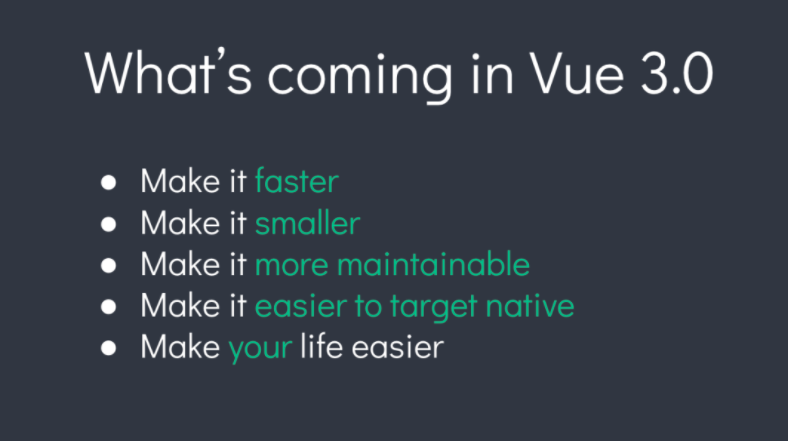 What's coming in Vue 3.0
● Make it faster
● Make it smaller
● Make it more maintainable
● Make it easier to target native
● Make your life easier